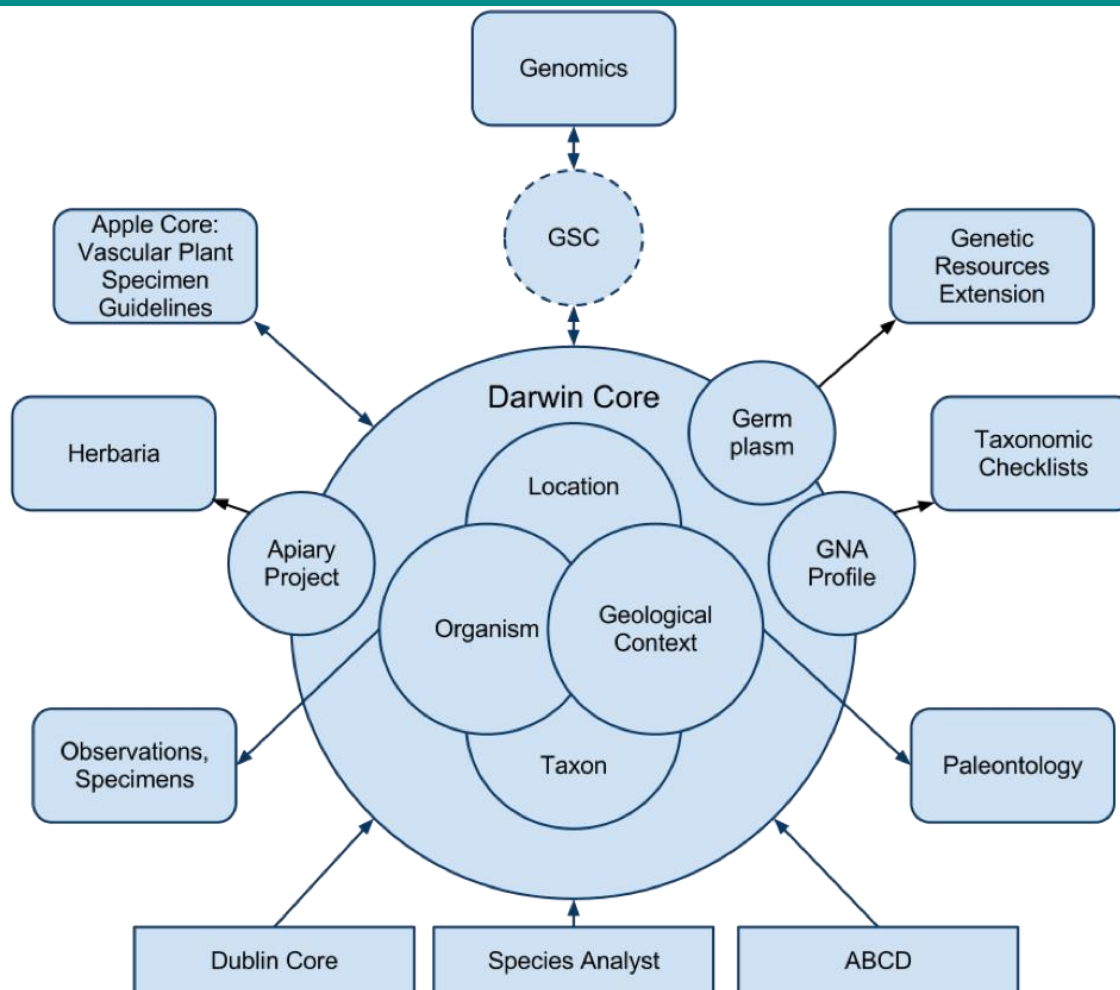 Genomics
GSC
Apple Core:
Vascular Plant
Specimen
Guidelines
Genetic
Resources
Extension
Darwin Core
Germ
plasm
Herbaria
Taxonomic
Checklists
Location
Apiary
Project
GNA
Profile
Organism
Geological
Context
Observations,
Specimens
Taxon
Paleontology
Dublin Core
Species Analyst
ABCD